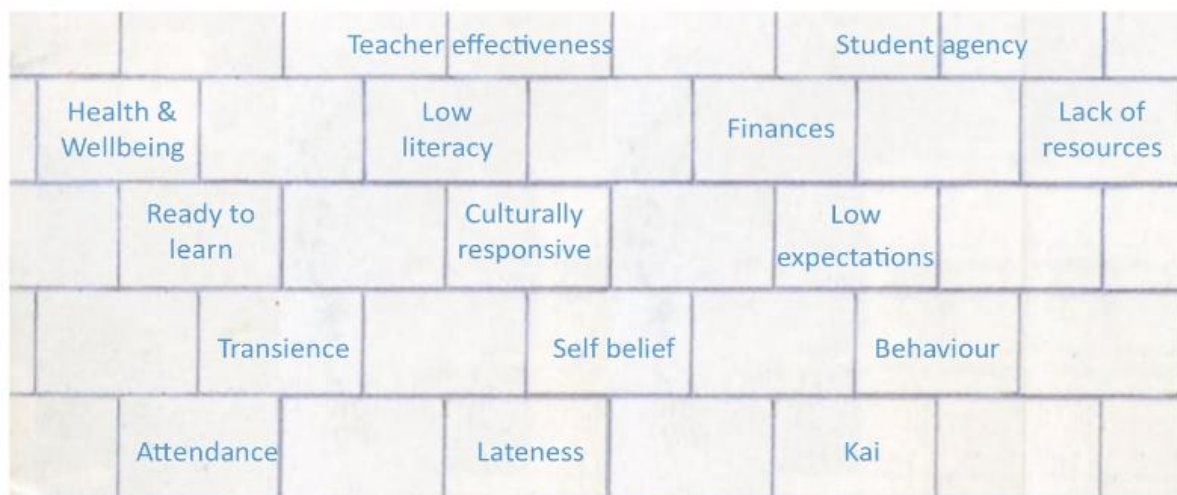 Teacher effectiveness
Student agency
Health &
Wellbeing
Low
literacy
Finances
Lack of
resources
Ready to
learn
Culturally
responsive
Low
expectations
Transience
Self belief
Behaviour
Attendance
Lateness
Kai